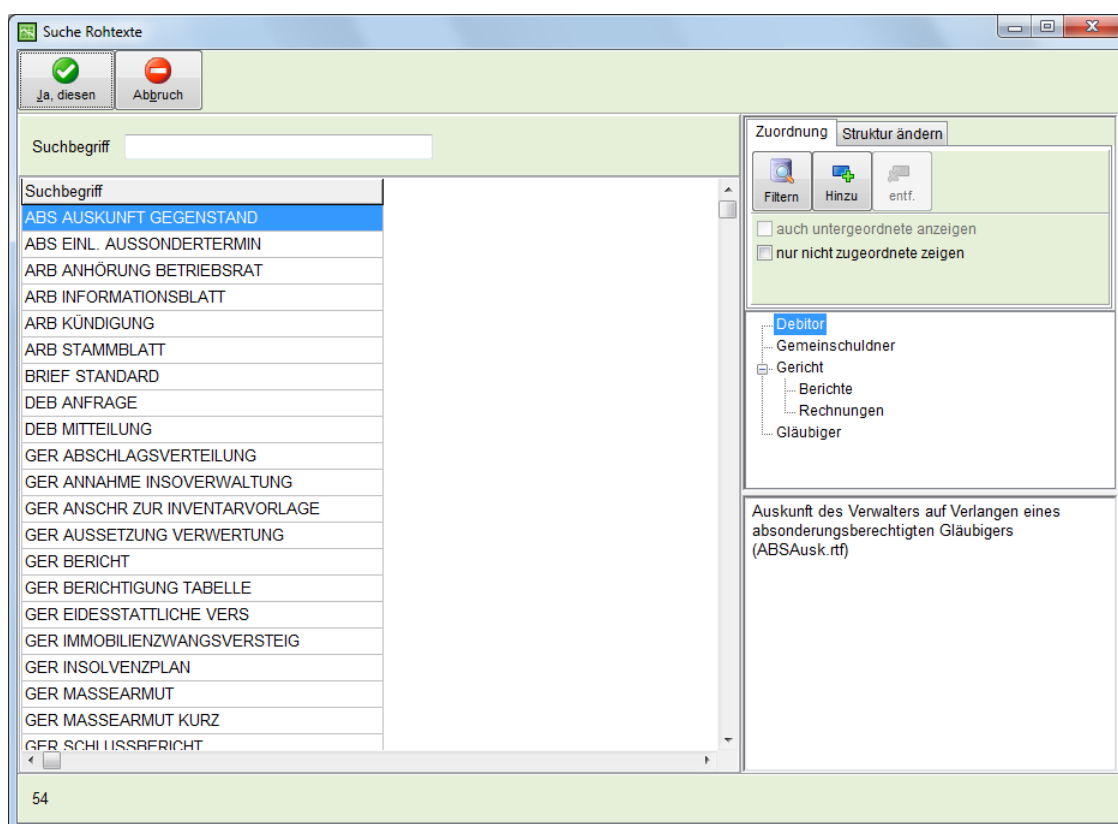 Suche Rohtexte
Ja, diesen
Abbruch
Suchbegriff
Suchbegriff
ABS AUSKUNFT GEGENSTAND
ABS EINL. AUSSONDERTERMIN
ARB ANHÖRUNG BETRIEBSRAT
ARB INFORMATIONSBLATT
ARB KÜNDIGUNG
ARB STAMMBLATT
BRIEF STANDARD
DEB ANFRAGE
DEB MITTEILUNG
GER ABSCHLAGSVERTEILUNG
GER ANNAHME INSOVERWALTUNG
GER ANSCHR ZUR INVENTARVORLAGE
GER AUSSETZUNG VERWERTUNG
GER BERICHT
GER BERICHTIGUNG TABELLE
GER EIDESSTATTLICHE VERS
GER IMMOBILIENZWANGSVERSTEIG
GER INSOLVENZPLAN
GER MASSEARMUT
GER MASSEARMUT KURZ
GER SCHLUSSBERICHT
Zuordnung
Struktur ändern
Filtern
Hinzu
entf.
auch untergeordnete anzeigen
nur nicht zugeordnete zeigen
Debitor
Gemeinschuldner
Gericht
Berichte
Rechnungen
Gläubiger
Auskunft des Verwalters auf Verlangen eines
absonderungsberechtigten Gläubigers
(ABSAusk.rtf)
54